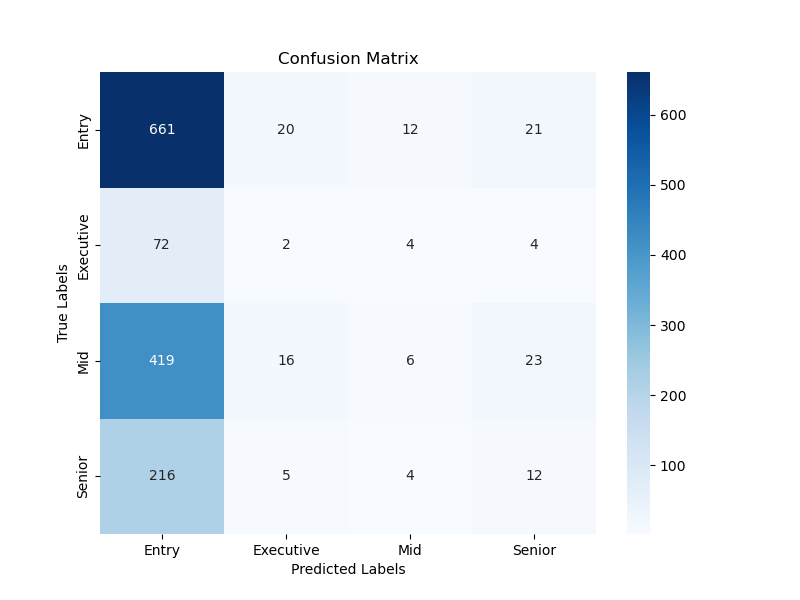 Confusion Matrix
Entry 661 20 12 21
Executive 72 2 4 4
Mid 419 16 6 23
Senior 216 5 4 12
Entry Executive Mid Senior
Predicted Labels
True Labels
600
500
400
300
200
100